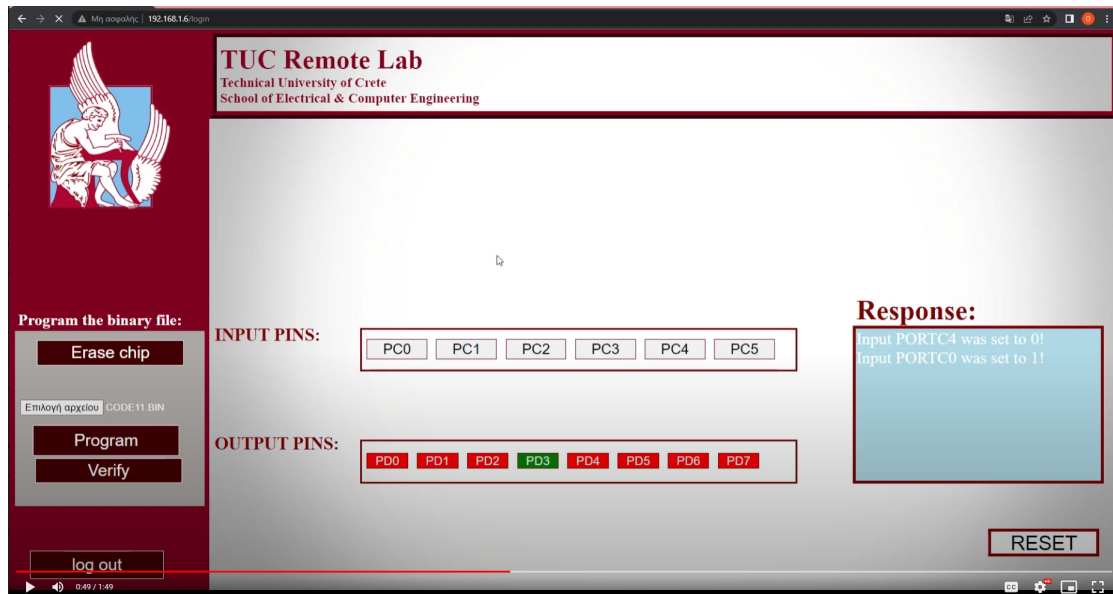 Μη ασφαλής | 192.168.1.6/login
O
TUC Remote Lab
Technical University of Crete
School of Electrical & Computer Engineering
Program the binary file:
Erase chip
Επιλογή αρχείου CODE11.BIN
Program
Verify
log out
INPUT PINS:
PC0 PC1 PC2 PC3 PC4 PC5
OUTPUT PINS:
PD0 PD1 PD2 PD3 PD4 PD5 PD6 PD7
Response:
Input PORTC4 was set to 0!
Input PORTC0 was set to 1!
RESET
0:49 / 1:49
CC